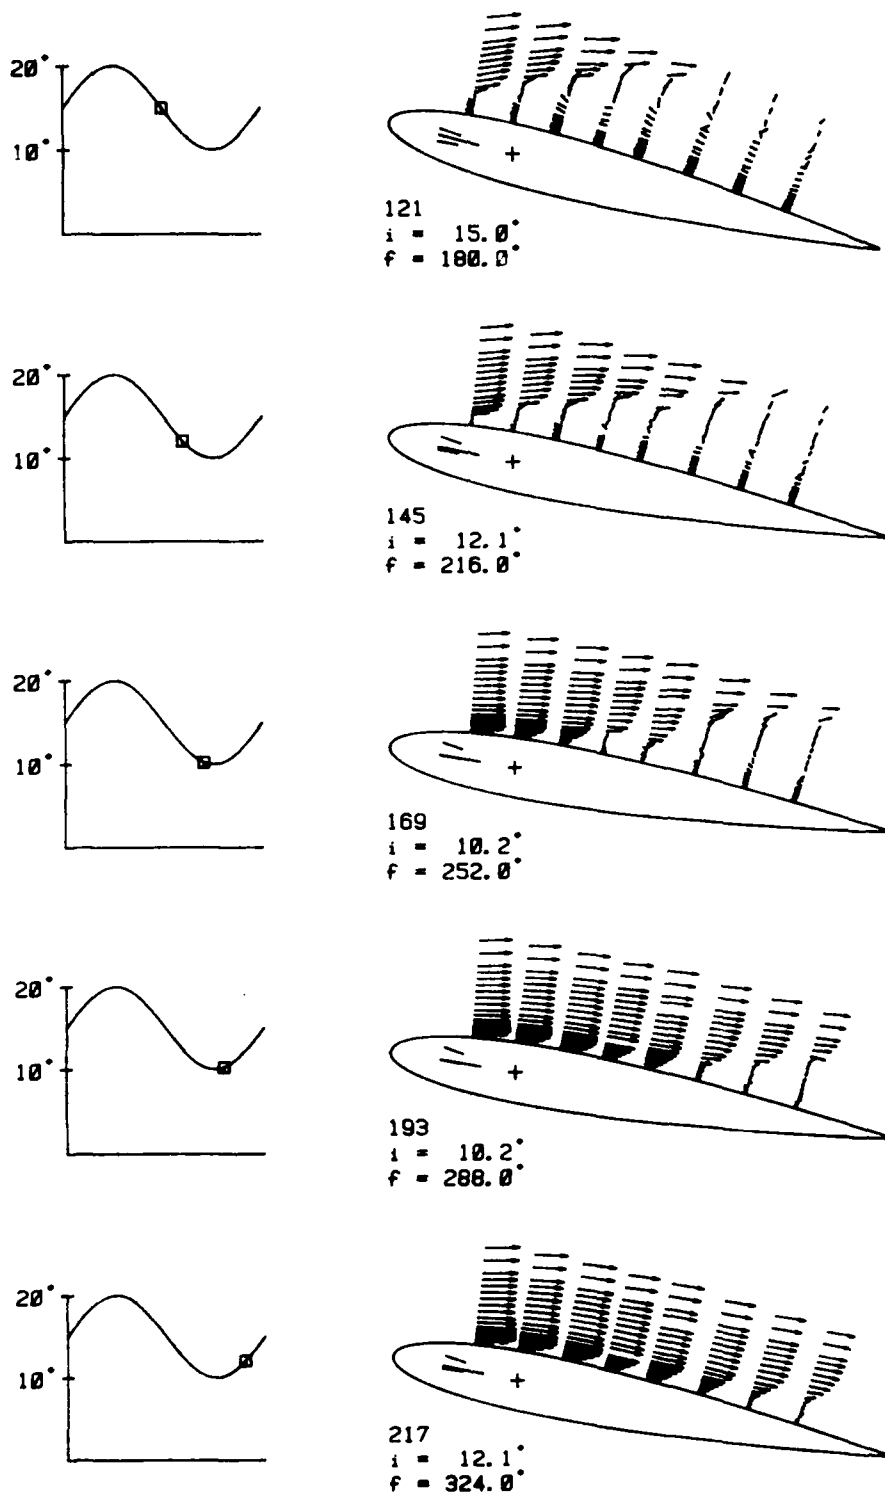 20°
10°
121
i = 15.0°
f = 180.0°
20°
10°
145
i = 12.1°
f = 216.0°
20°
10°
169
i = 10.2°
f = 252.0°
20°
10°
193
i = 10.2°
f = 288.0°
20°
10°
217
i = 12.1°
f = 324.0°